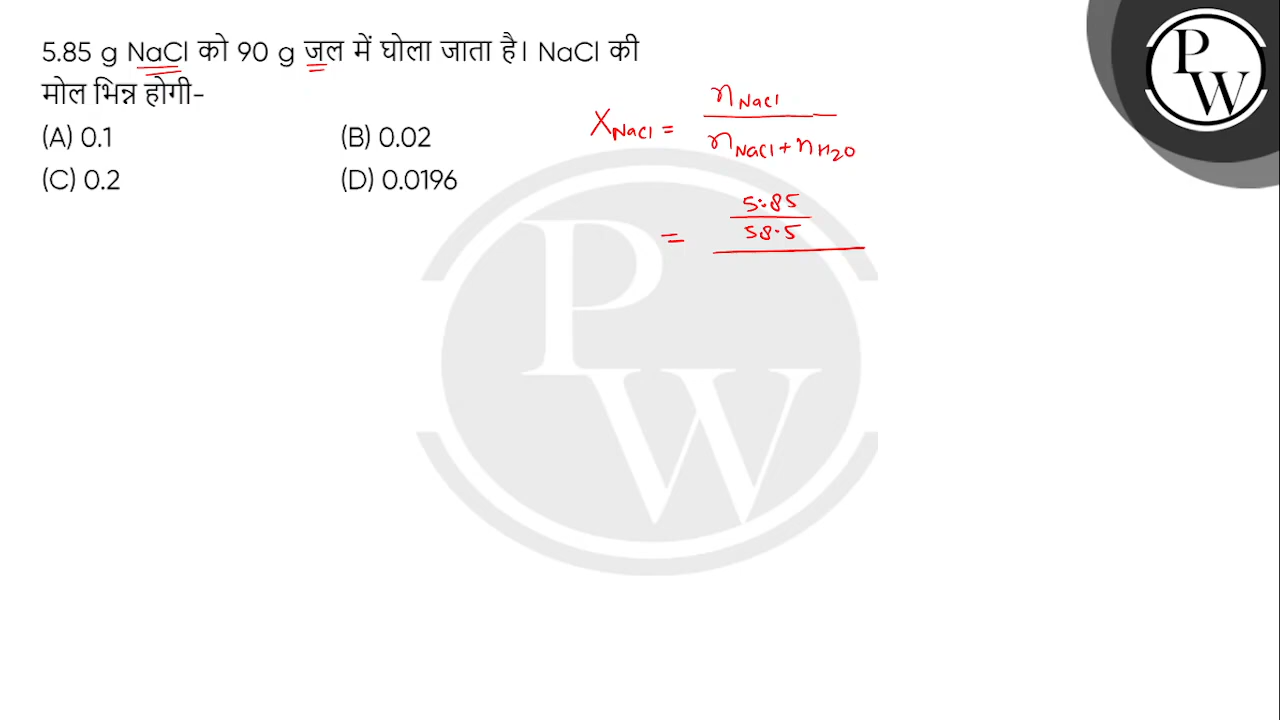 5.85 g NaCl को 90 g जल में घोला जाता है। NaCl की
मोल भिन्न होगी-
(A) 0.1 (B) 0.02
(C) 0.2 (D) 0.0196
X_NaCl = n_NaCl / n_NaCl + n_H₂O
= 5.85 / 58.5
P
W
P
W